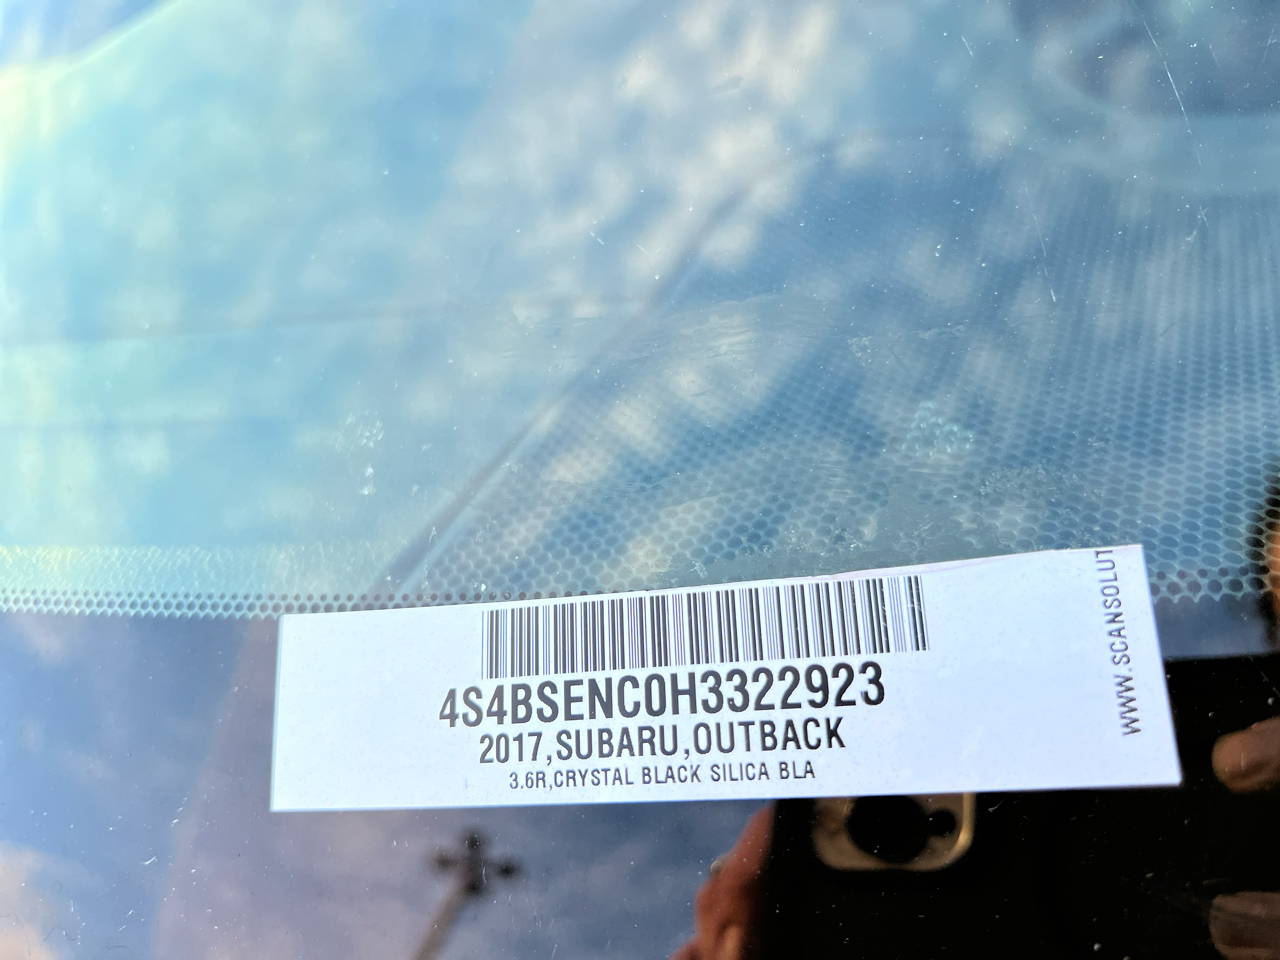 4S4BSENC0H3322923
2017,SUBARU,OUTBACK
3.6R,CRYSTAL BLACK SILICA BLA
WWW.SCANSOLUT